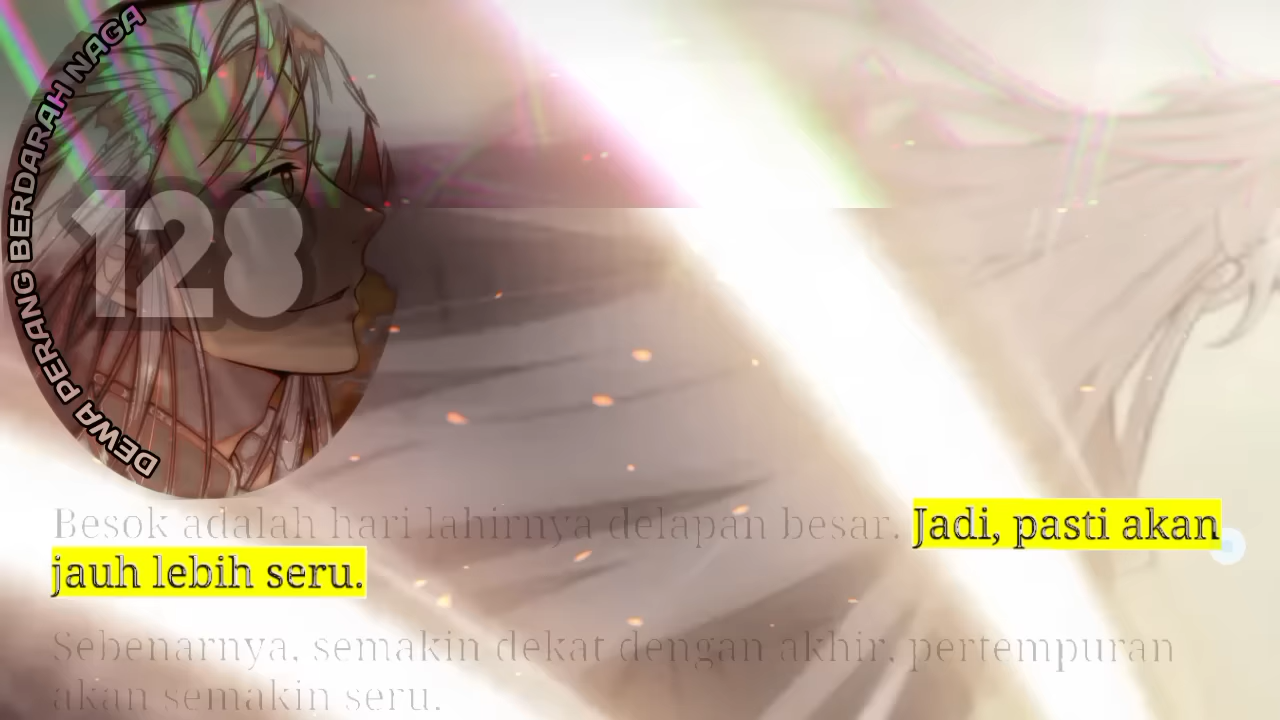 DEWA PERANG BERDARAH NAGA
128
Besok adalah hari lahirnya delapan besar. Jadi, pasti akan
jauh lebih seru.
Sebenarnya, semakin dekat dengan akhir, pertempuran
akan semakin seru.